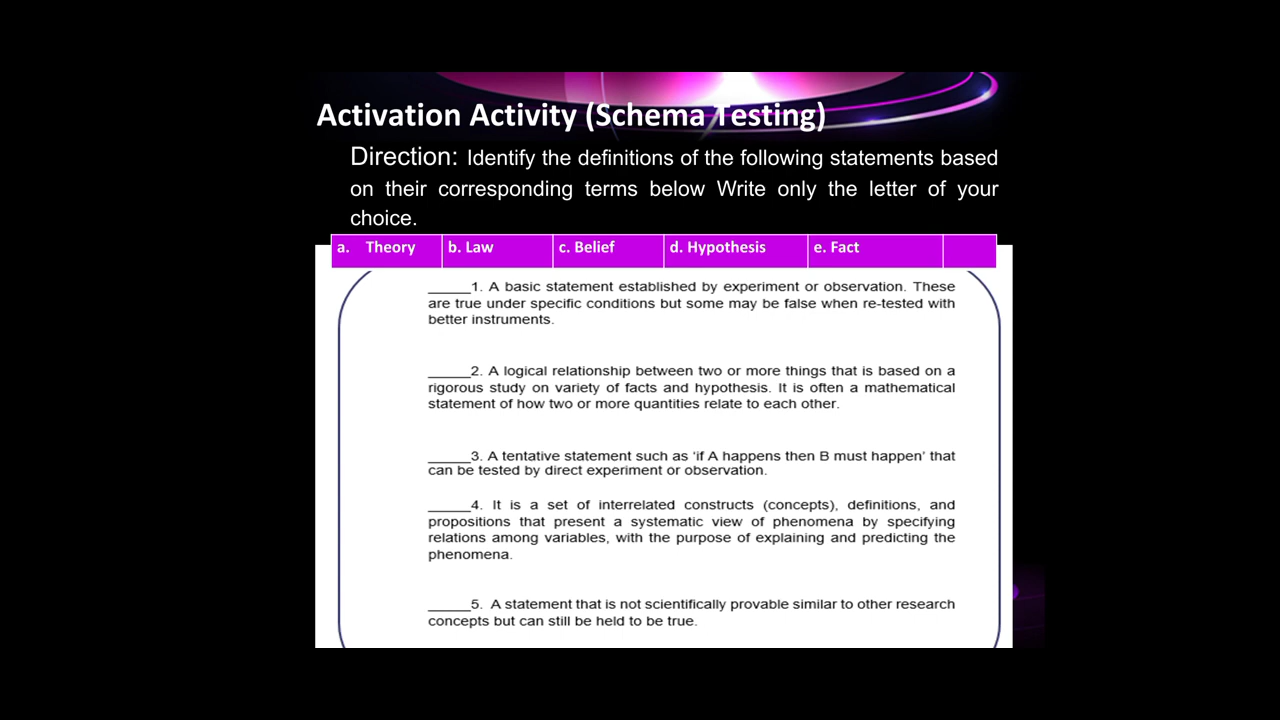 Activation Activity (Schema Testing)
Direction: Identify the definitions of the following statements based
on their corresponding terms below Write only the letter of your
choice.
a. Theory b. Law c. Belief d. Hypothesis e. Fact
_____1. A basic statement established by experiment or observation. These
are true under specific conditions but some may be false when re-tested with
better instruments.
_____2. A logical relationship between two or more things that is based on a
rigorous study on variety of facts and hypothesis. It is often a mathematical
statement of how two or more quantities relate to each other.
_____3. A tentative statement such as 'if A happens then B must happen' that
can be tested by direct experiment or observation.
_____4. It is a set of interrelated constructs (concepts), definitions, and
propositions that present a systematic view of phenomena by specifying
relations among variables, with the purpose of explaining and predicting the
phenomena.
_____5. A statement that is not scientifically provable similar to other research
concepts but can still be held to be true.